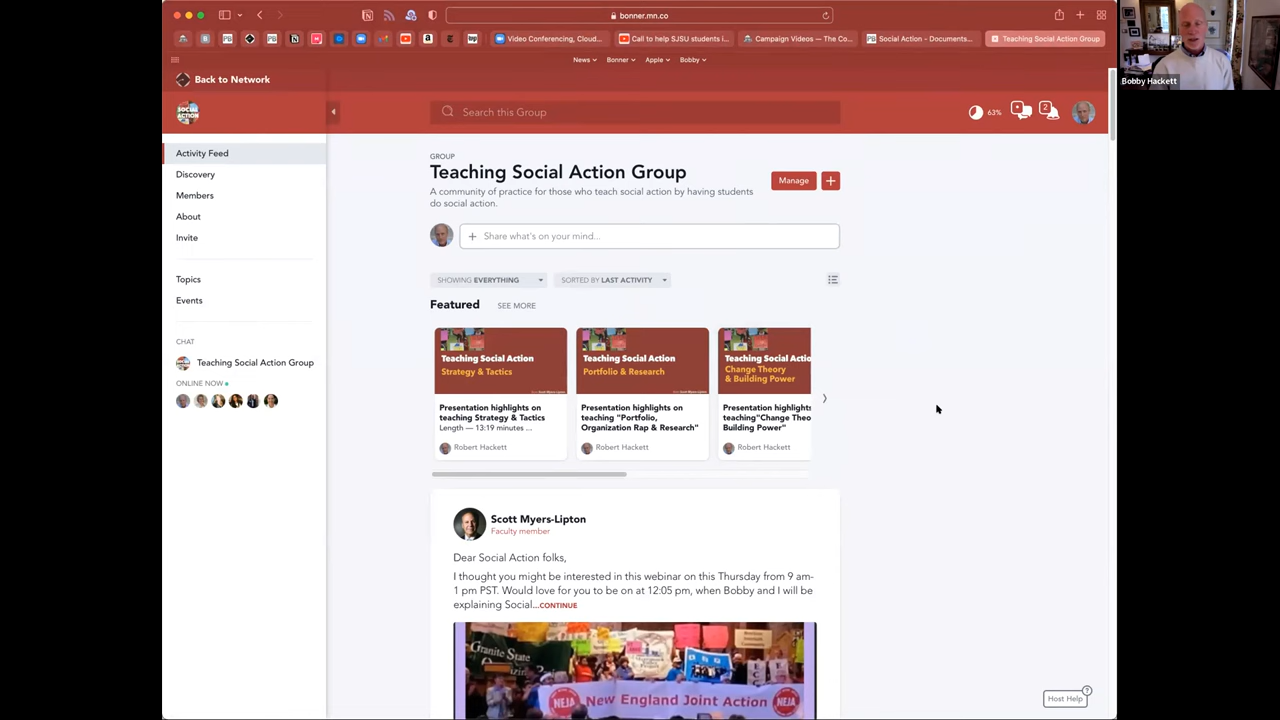 bonner.mn.co
Video Conferencing, Cloud...
Call to help SJSU students i...
Campaign Videos — The Co...
Social Action - Documents...
Teaching Social Action Group
News
Bonner
Apple
Bobby
Bobby Hackett
Back to Network
SOCIAL
ACTION
Search this Group
63%
2
Activity Feed
Discovery
Members
About
Invite
Topics
Events
CHAT
Teaching Social Action Group
ONLINE NOW
GROUP
Teaching Social Action Group
A community of practice for those who teach social action by having students
do social action.
Manage
+
+ Share what's on your mind...
SHOWING EVERYTHING
SORTED BY LAST ACTIVITY
Featured
SEE MORE
Teaching Social Action
Strategy & Tactics
Presentation highlights on
teaching Strategy & Tactics
Length — 13:19 minutes ...
Robert Hackett
Teaching Social Action
Portfolio & Research
Presentation highlights on
teaching "Portfolio,
Organization Rap & Research"
Robert Hackett
Teaching Social Actio
Change Theory
& Building Power
Presentation highlights
teaching"Change Theo
Building Power"
Robert Hackett
Scott Myers-Lipton
Faculty member
Dear Social Action folks,
I thought you might be interested in this webinar on this Thursday from 9 am-
1 pm PST. Would love for you to be on at 12:05 pm, when Bobby and I will be
explaining Social...CONTINUE
Granite State
NEJA New England Joint Action NEJA
Host Help
?